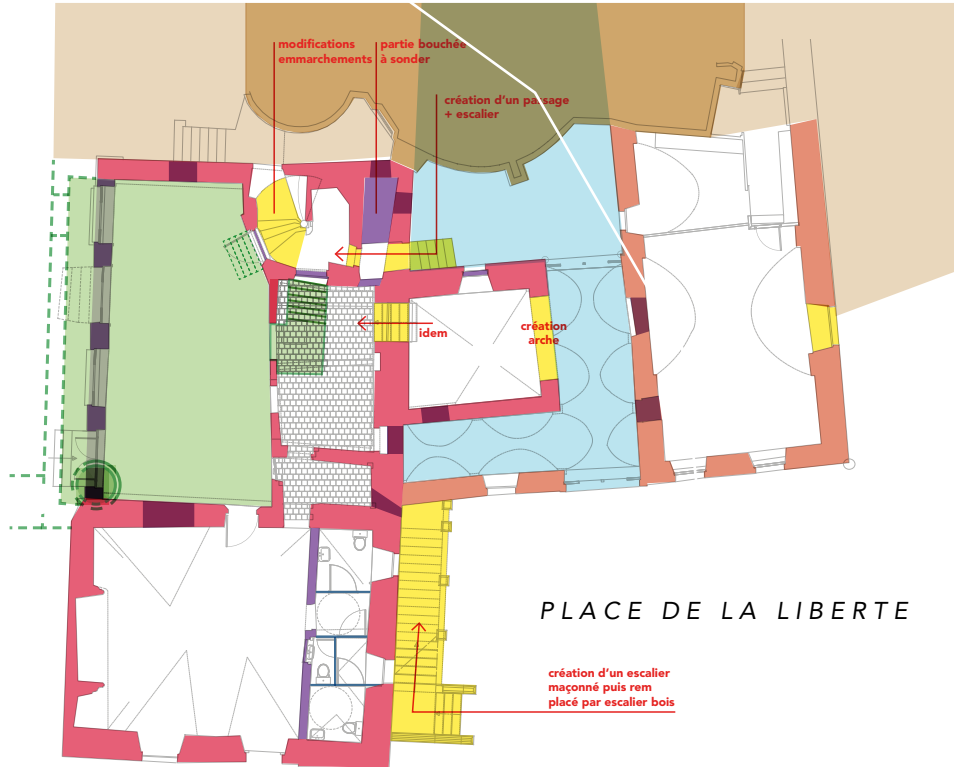 modifications
emmarchements
partie bouchée
à sonder
création d'un passage
+ escalier
idem
création
arche
PLACE DE LA LIBERTE
création d'un escalier
maçonné puis rem
placé par escalier bois